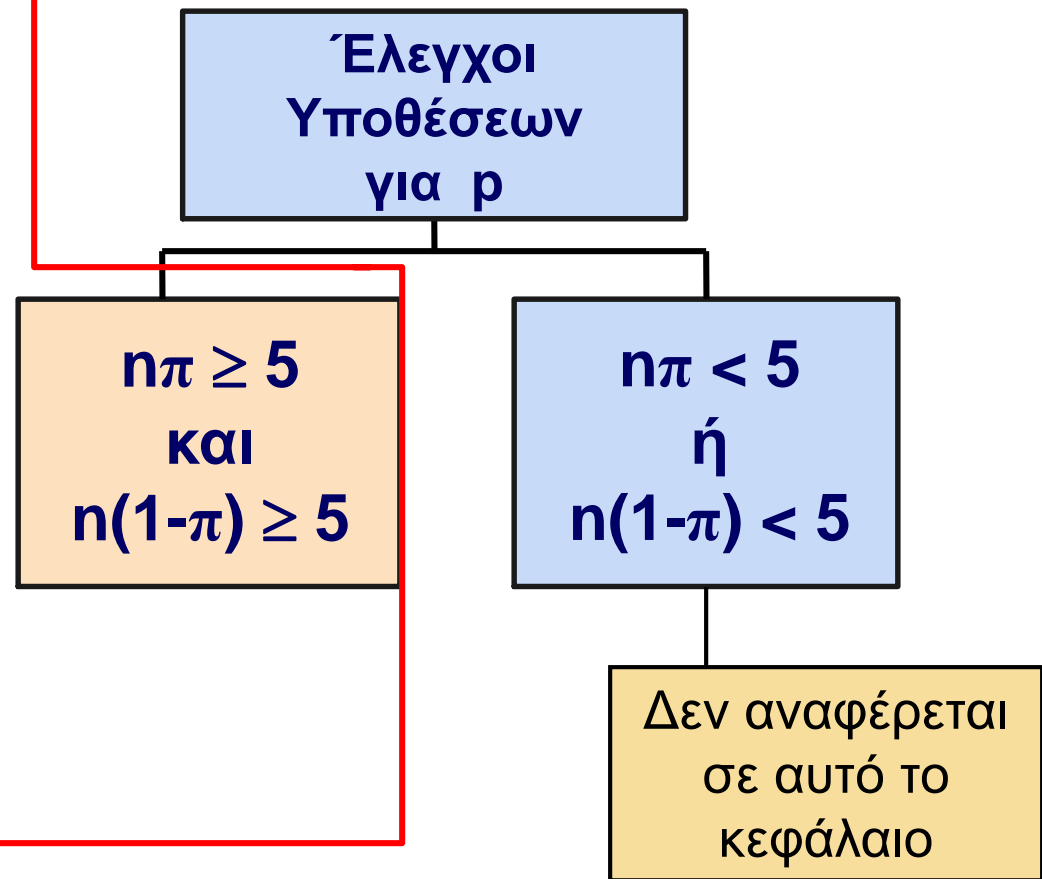 Έλεγχοι
Υποθέσεων
για p
nπ ≥ 5
και
n(1-π) ≥ 5
nπ < 5
ή
n(1-π) < 5
Δεν αναφέρεται
σε αυτό το
κεφάλαιο